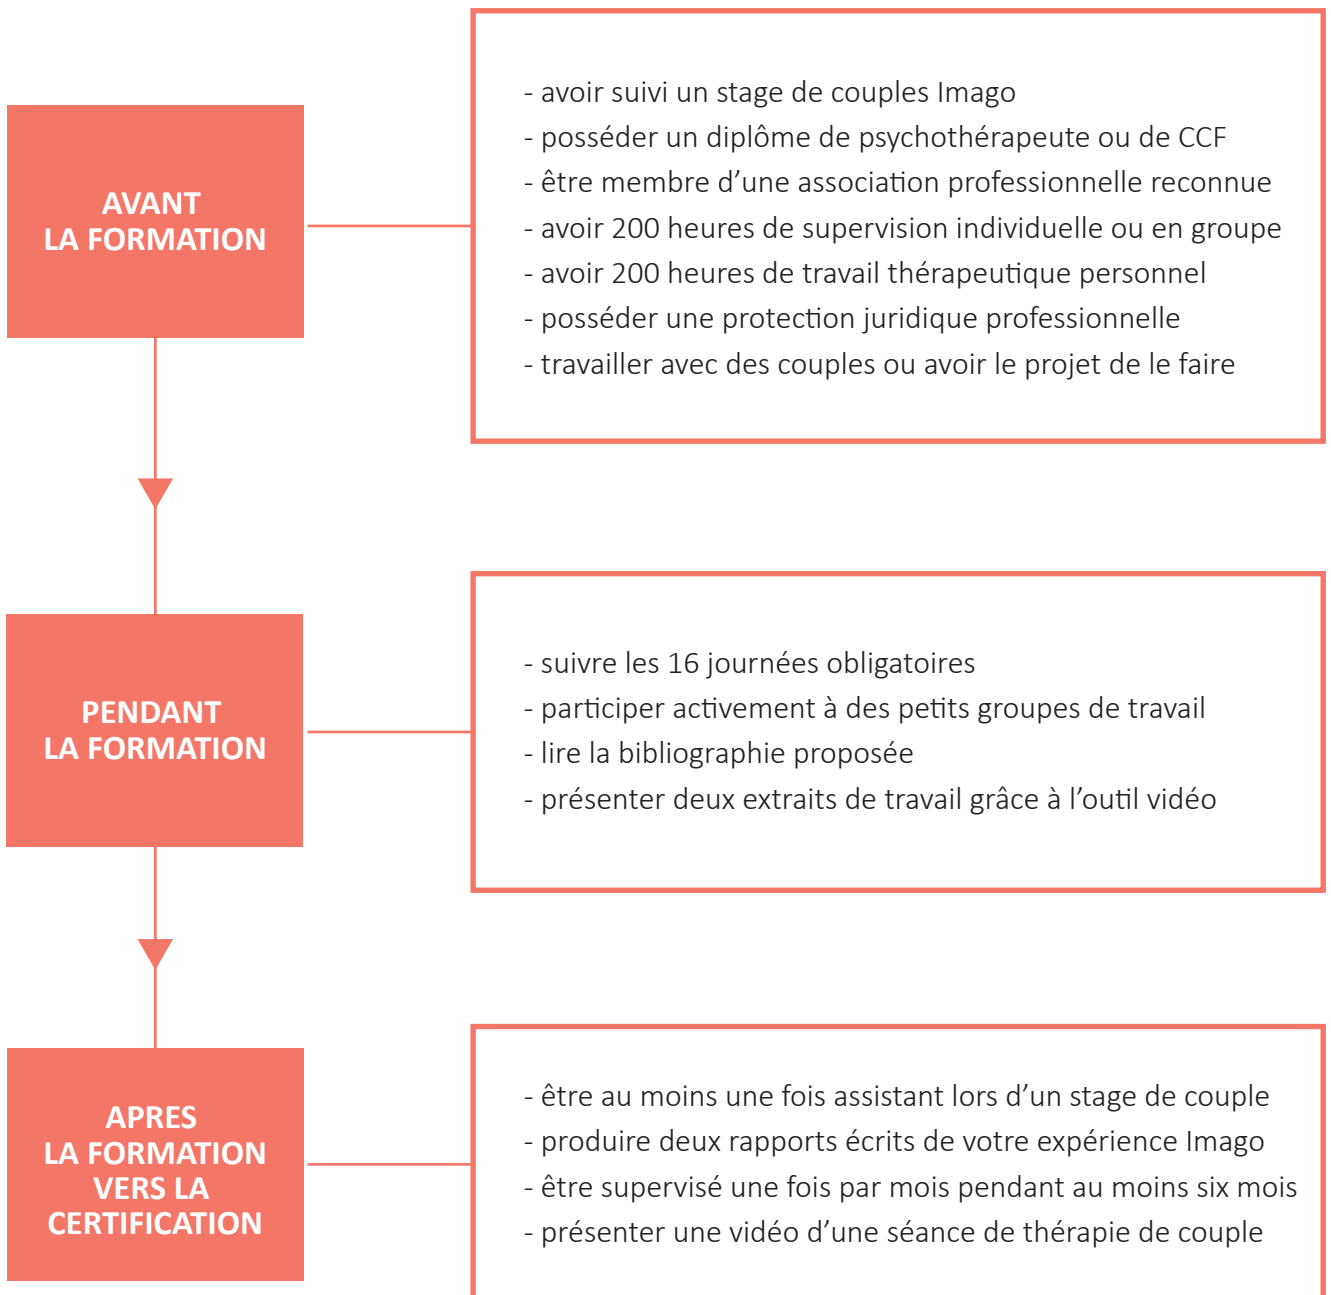 AVANT
LA FORMATION
- avoir suivi un stage de couples Imago
- posséder un diplôme de psychothérapeute ou de CCF
- être membre d’une association professionnelle reconnue
- avoir 200 heures de supervision individuelle ou en groupe
- avoir 200 heures de travail thérapeutique personnel
- posséder une protection juridique professionnelle
- travailler avec des couples ou avoir le projet de le faire
PENDANT
LA FORMATION
- suivre les 16 journées obligatoires
- participer activement à des petits groupes de travail
- lire la bibliographie proposée
- présenter deux extraits de travail grâce à l’outil vidéo
APRES
LA FORMATION
VERS LA
CERTIFICATION
- être au moins une fois assistant lors d’un stage de couple
- produire deux rapports écrits de votre expérience Imago
- être supervisé une fois par mois pendant au moins six mois
- présenter une vidéo d’une séance de thérapie de couple